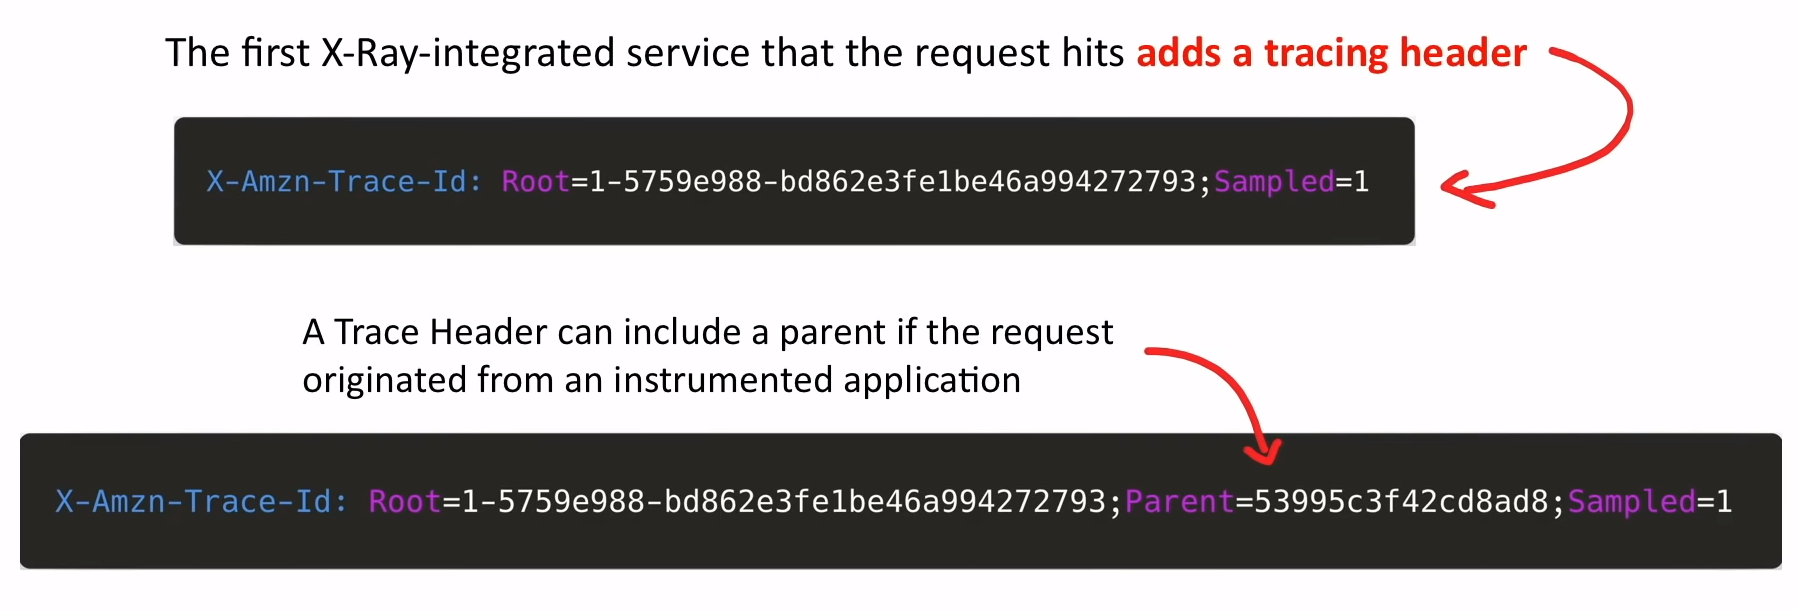 The first X-Ray-integrated service that the request hits adds a tracing header
X-Amzn-Trace-Id: Root=1-5759e988-bd862e3fe1be46a994272793;Sampled=1
A Trace Header can include a parent if the request
originated from an instrumented application
X-Amzn-Trace-Id: Root=1-5759e988-bd862e3fe1be46a994272793;Parent=53995c3f42cd8ad8;Sampled=1